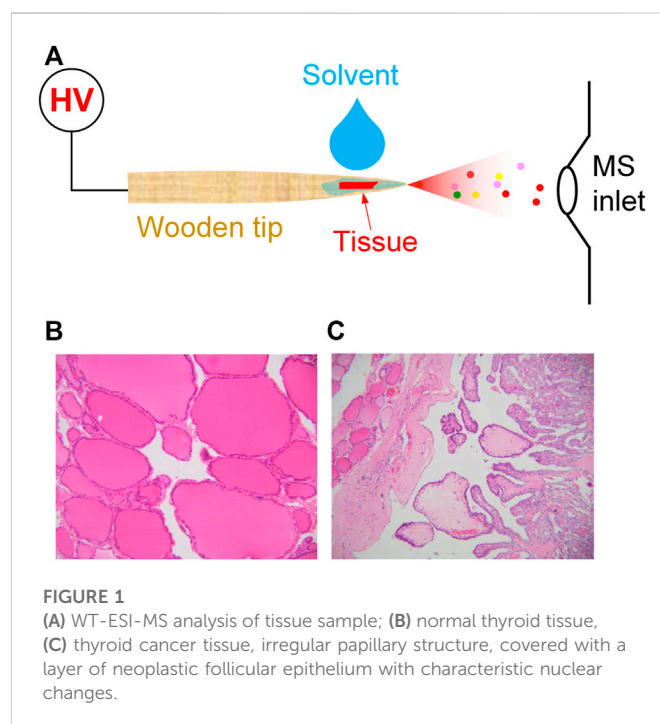 A
HV
Solvent
MS
inlet
Wooden tip
Tissue
B
C
FIGURE 1
(A) WT-ESI-MS analysis of tissue sample; (B) normal thyroid tissue,
(C) thyroid cancer tissue, irregular papillary structure, covered with a
layer of neoplastic follicular epithelium with characteristic nuclear
changes.